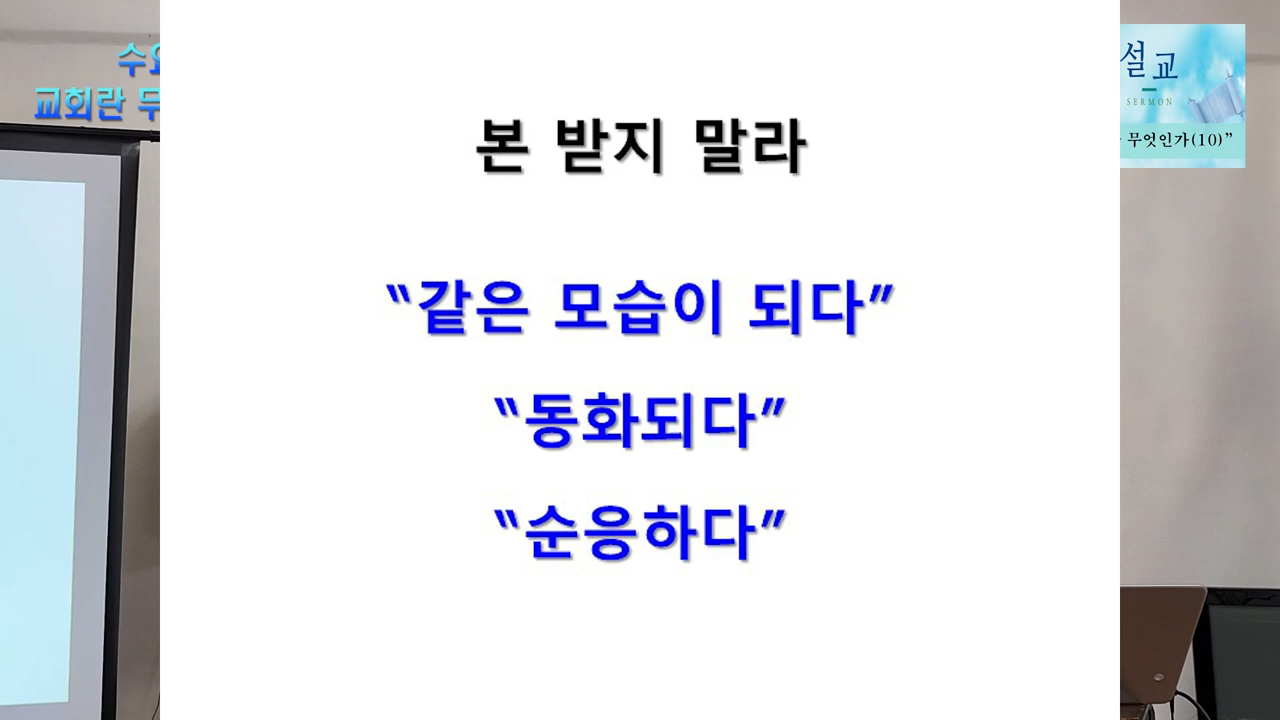 교회란
설교
SERMON
무엇인가(10)”
본 받지 말라
“같은 모습이 되다”
“동화되다”
“순응하다”